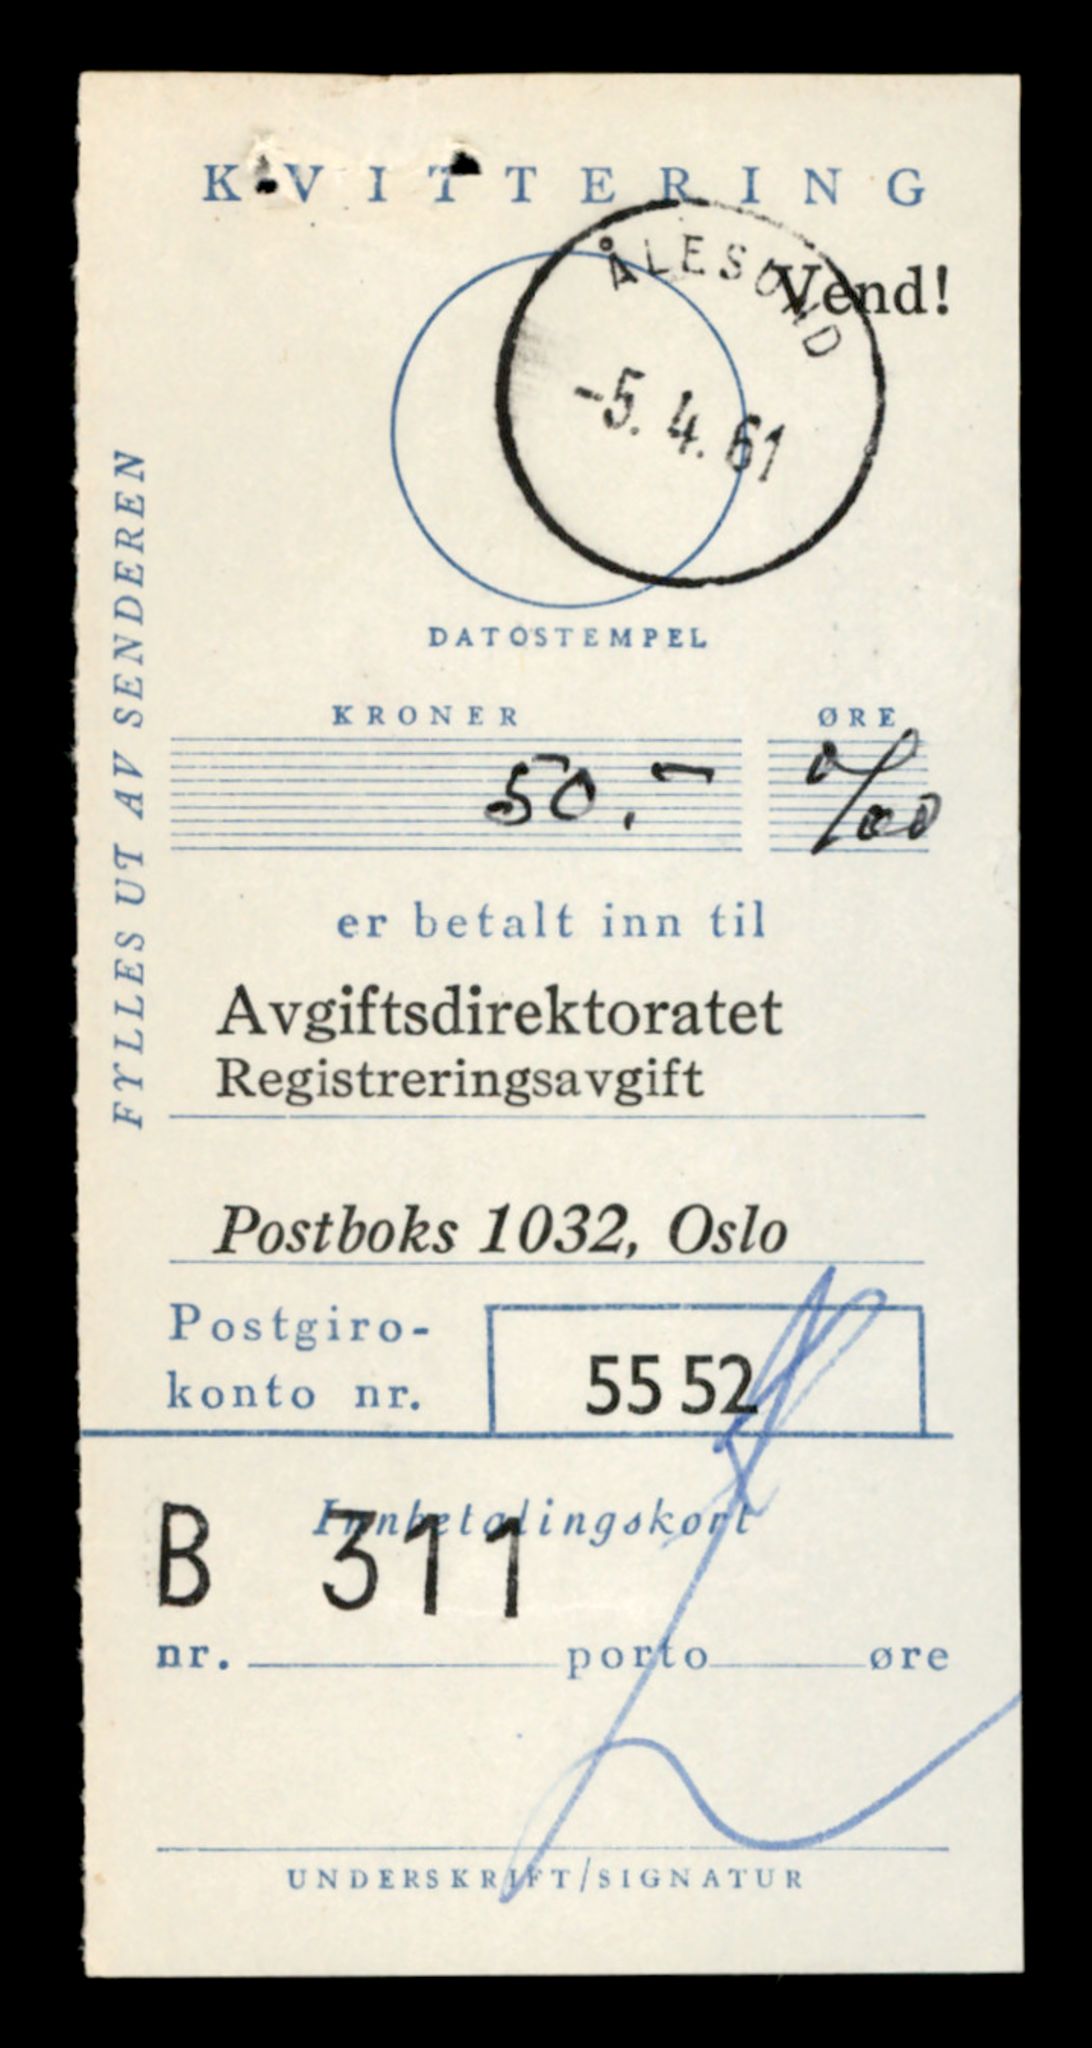 KVITTERING
Vend!
ÅLESUND
-5. 4. 61
DATOSTEMPEL
FYLLES UT AV SENDEREN
KRONER ØRE
50.- 0/00
er betalt inn til
Avgiftsdirektoratet
Registreringsavgift
Postboks 1032, Oslo
Postgiro-
konto nr. 55 52
Innbetalingskort
B 311
nr. porto øre
UNDERSKRIFT/SIGNATUR